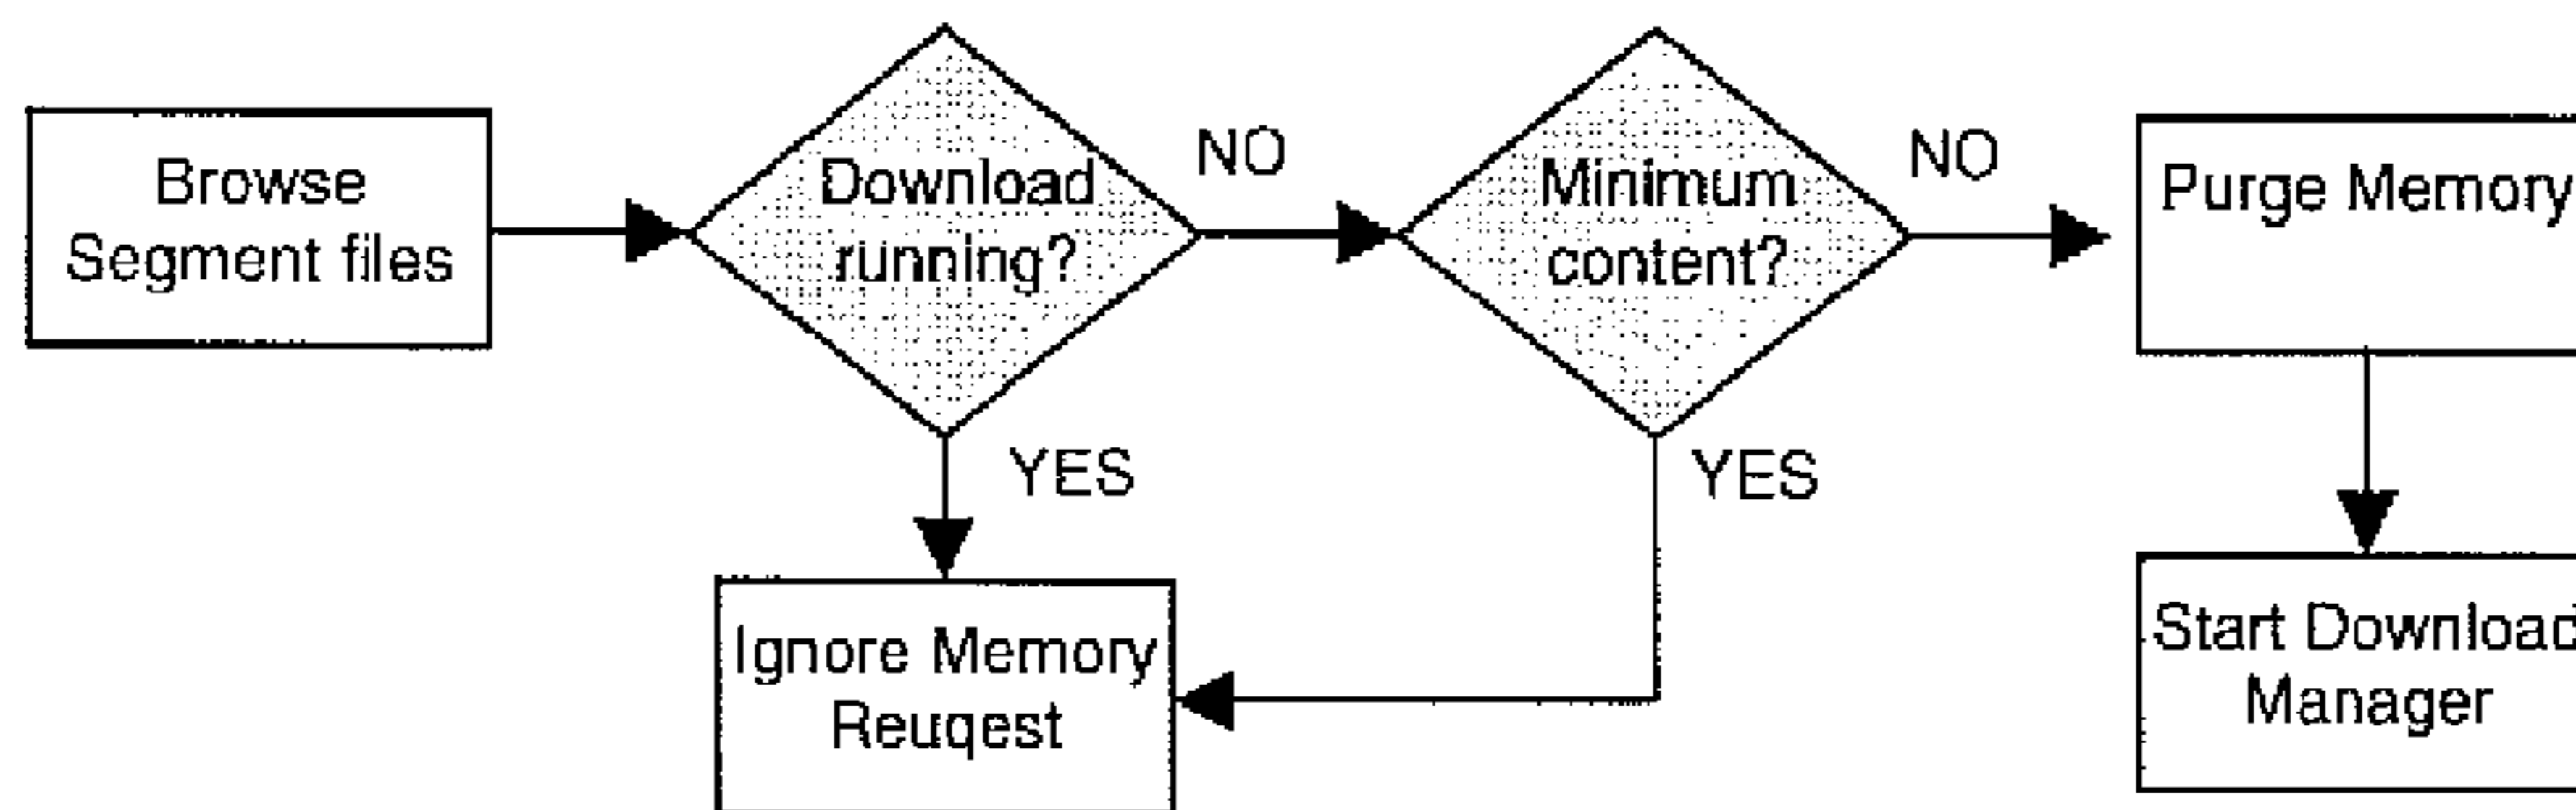 Browse
Segment files
Download
running?
NO
Minimum
content?
NO
Purge Memory
YES
YES
Ignore Memory
Reuqest
Start Download
Manager